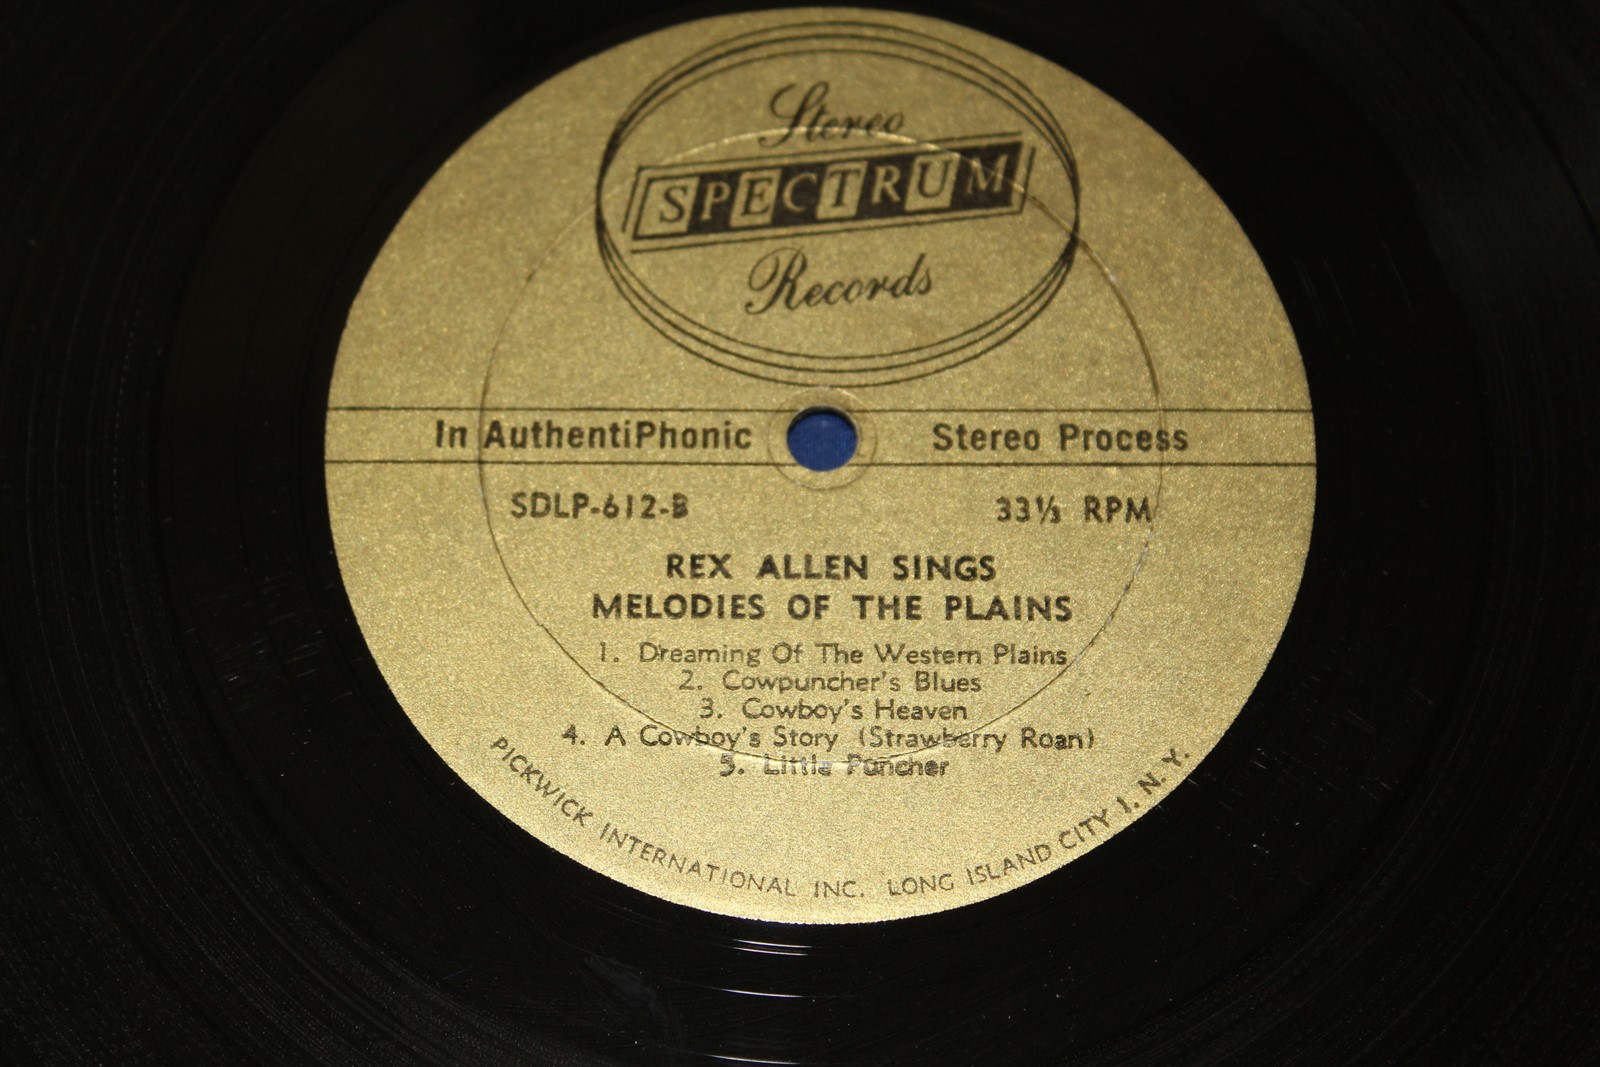 Stereo
SPECTRUM
Records
In AuthentiPhonic Stereo Process
SDLP-612-B 33⅓ RPM
REX ALLEN SINGS
MELODIES OF THE PLAINS
1. Dreaming Of The Western Plains
2. Cowpuncher's Blues
3. Cowboy's Heaven
4. A Cowboy's Story (Strawberry Roan)
5. Little Puncher
PICKWICK INTERNATIONAL INC. LONG ISLAND CITY 1, N. Y.